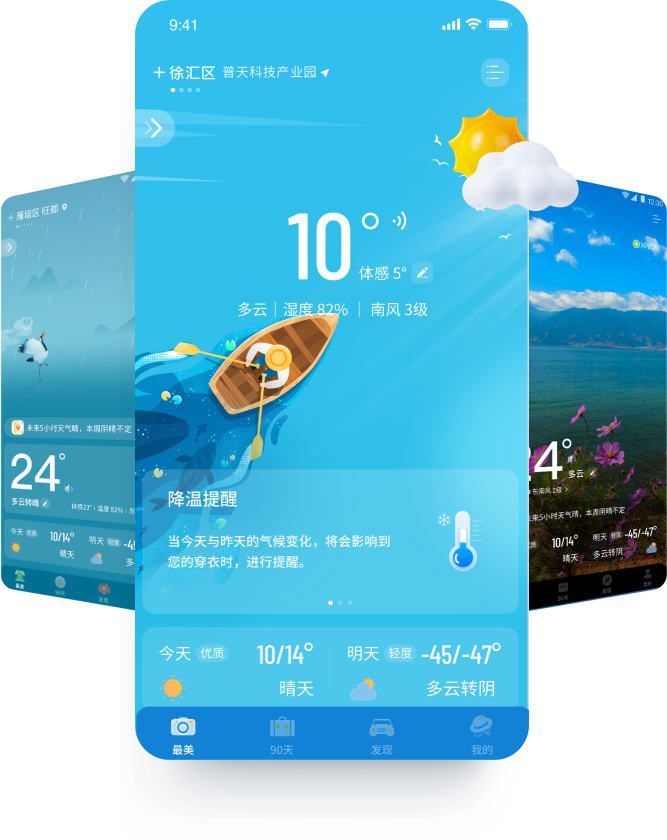 9:41
徐汇区 普天科技产业园
10°
体感 5°
多云 | 湿度 82% | 南风 3级
降温提醒
当今天与昨天的气候变化，将会影响到
您的穿衣时，进行提醒。
今天 优质 10/14°
晴天
明天 轻度 -45/-47°
多云转阴
最美
90天
发现
我的
雁塔区 旺都
未来5小时天气晴，本周阴晴不定
24°
多云转晴
体感23° | 湿度 82% | 东
今天 优质 10/14°
晴天
明天 轻度 -45
多
最美
90天
发现
12:30
24°
多云
东南风 2级
来5小时天气晴，本周阴晴不定
10/14°
晴天
明天 轻度 -45/-47°
多云转阴
90天
发现
我的